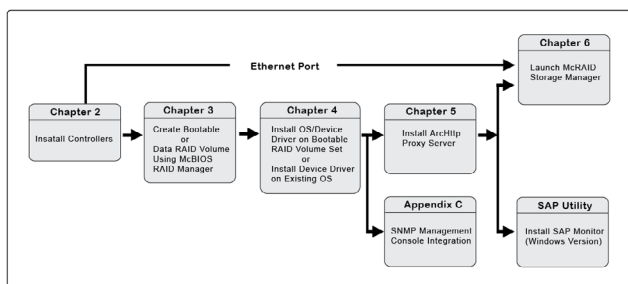 Chapter 6
Launch McRAID
Storage Manager
Ethernet Port
Chapter 2
Insatall Controllers
Chapter 3
Create Bootable
or
Data RAID Volume
Using McBIOS
RAID Manager
Chapter 4
Install OS/Device
Driver on Bootable
RAID Volume Set
or
Install Device Driver
on Existing OS
Chapter 5
Install ArcHttp
Proxy Server
Appendix C
SNMP Management
Console Integration
SAP Utility
Install SAP Monitor
(Windows Version)